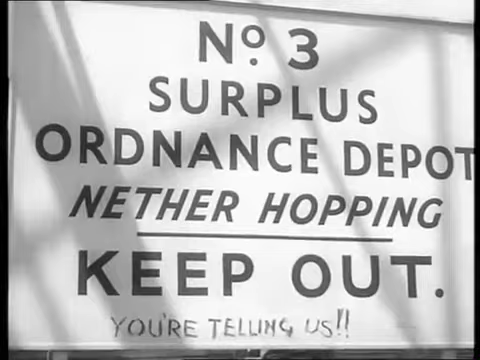 Nº. 3
SURPLUS
ORDNANCE DEPOT
NETHER HOPPING
KEEP OUT.
YOU'RE TELLING US!!